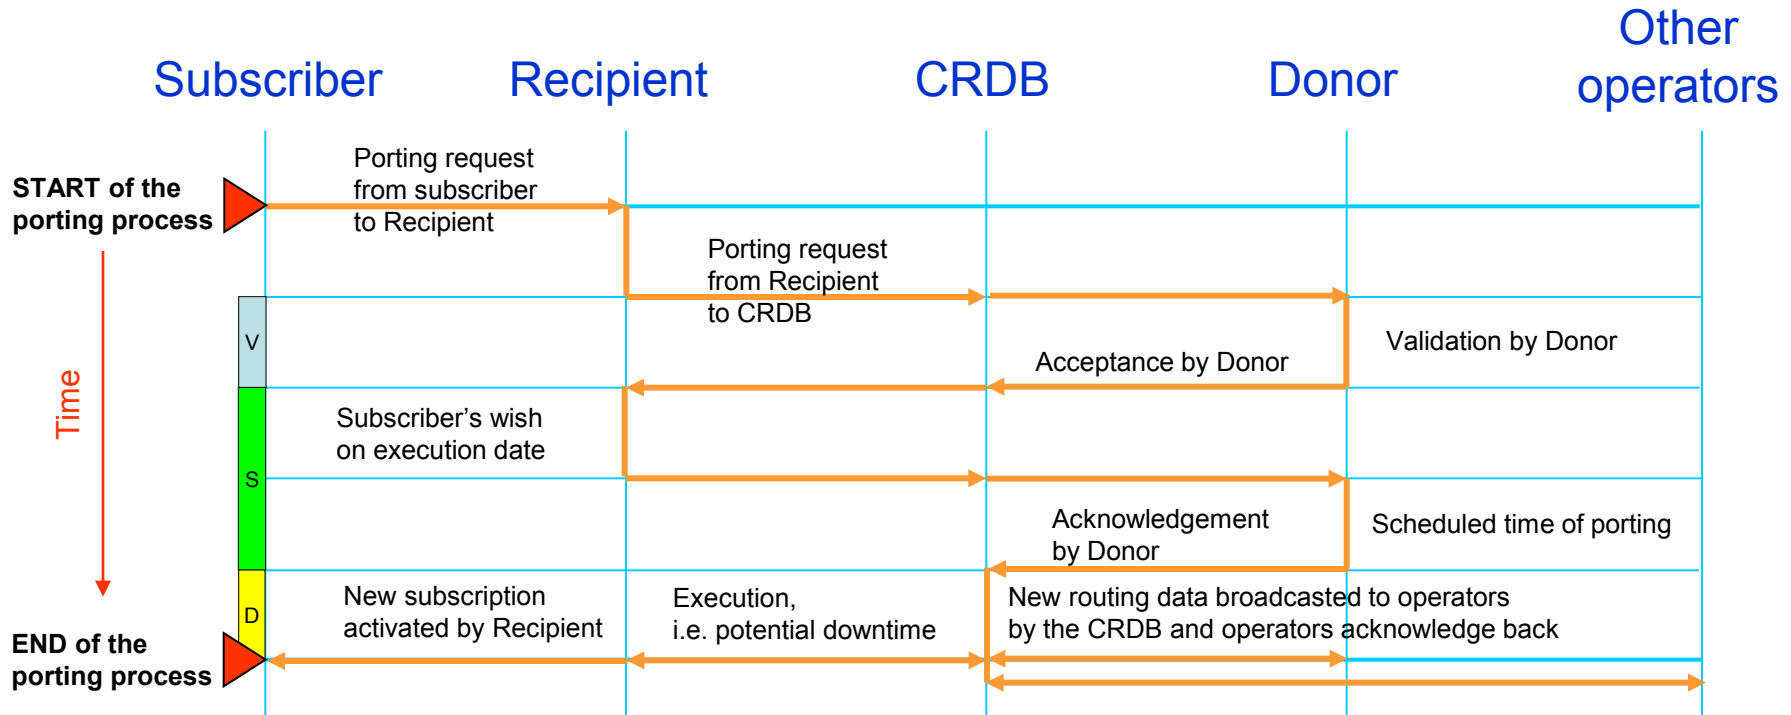 Other
operators
Subscriber
Recipient
CRDB
Donor
START of the
porting process
Porting request
from subscriber
to Recipient
Porting request
from Recipient
to CRDB
V
Validation by Donor
Acceptance by Donor
Time
Subscriber’s wish
on execution date
S
Acknowledgement
by Donor
Scheduled time of porting
D
New subscription
activated by Recipient
Execution,
i.e. potential downtime
New routing data broadcasted to operators
by the CRDB and operators acknowledge back
END of the
porting process